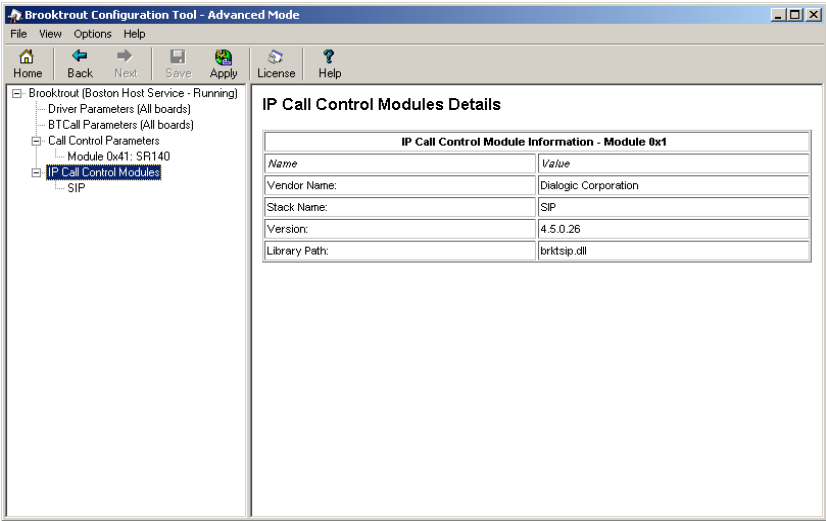 Brooktrout Configuration Tool - Advanced Mode
File View Options Help
Home Back Next Save Apply License Help
Brooktrout (Boston Host Service - Running)
Driver Parameters (All boards)
BTCall Parameters (All boards)
Call Control Parameters
Module 0x41: SR140
IP Call Control Modules
SIP
IP Call Control Modules Details
IP Call Control Module Information - Module 0x1
Name Value
Vendor Name: Dialogic Corporation
Stack Name: SIP
Version: 4.5.0.26
Library Path: brktsip.dll